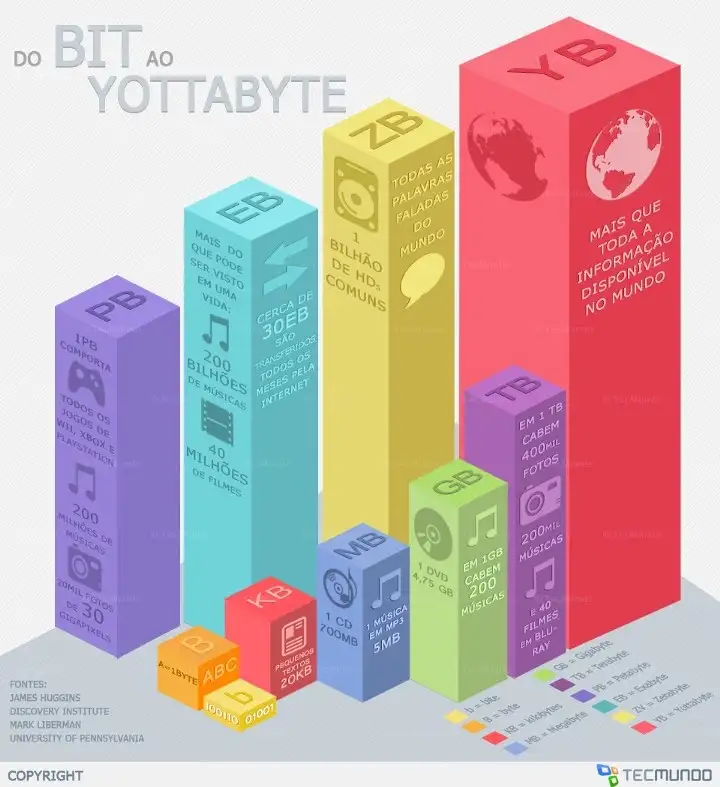 DO BIT AO
YOTTABYTE
YB
MAIS QUE
TODA A
INFORMAÇÃO
DISPONÍVEL
NO MUNDO
ZB
1
BILHÃO
DE HDs
COMUNS
TODAS AS
PALAVRAS
FALADAS
DO
MUNDO
EB
MAIS DO
QUE PODE
SER VISTO
EM UMA
VIDA:
200
BILHÕES
DE MÚSICAS
40
MILHÕES
DE FILMES
CERCA DE
30EB
SÃO
TRANSFERIDOS
TODOS OS
MESES PELA
INTERNET
PB
1PB
COMPORTA
TODOS OS
JOGOS DE
WII, XBOX E
PLAYSTATION
200
MILHÕES DE
MÚSICAS
20MIL FOTOS
DE 30
GIGAPIXELS
TB
EM 1 TB
CABEM
400MIL
FOTOS
200MIL
MÚSICAS
E 40
FILMES
EM BLU-
RAY
GB
1 DVD
4,75 GB
EM 1GB
CABEM
200
MÚSICAS
MB
1 CD
700MB
1 MÚSICA
EM MP3
5MB
KB
PEQUENOS
TEXTOS
20KB
B
A=1BYTE
ABC
b
100110
01001
GB = Gigabyte
TB = Terabyte
PB = Petabyte
EB = Exabyte
ZV = Zetabyte
YB = Yottabyte
B = byte
KB = kilobytes
MB = Megabyte
FONTES:
JAMES HUGGINS
DISCOVERY INSTITUTE
MARK LIBERMAN
UNIVERSITY OF PENNSYLVANIA
COPYRIGHT
TECMUNDO